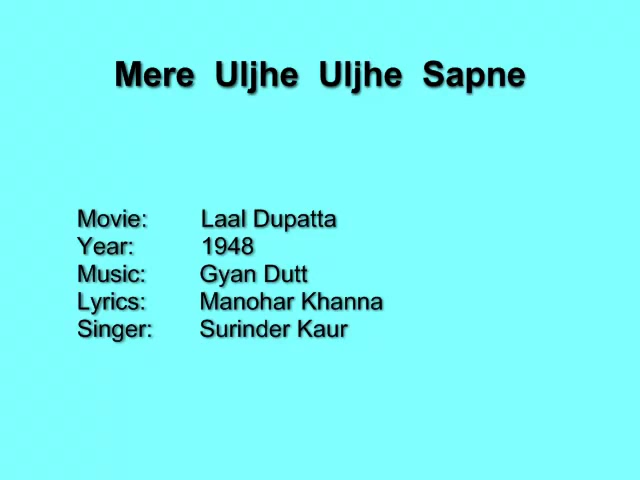 Mere Uljhe Uljhe Sapne
Movie: Laal Dupatta
Year: 1948
Music: Gyan Dutt
Lyrics: Manohar Khanna
Singer: Surinder Kaur